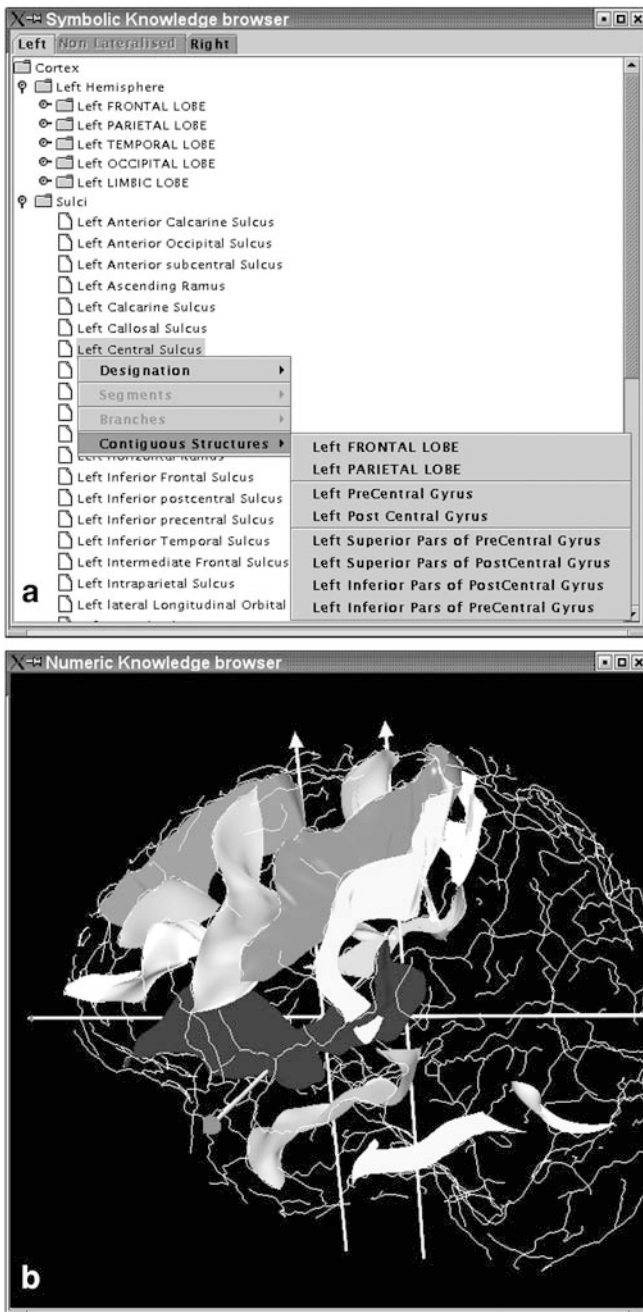 Symbolic Knowledge browser
Left Non Lateralised Right
Cortex
Left Hemisphere
Left FRONTAL LOBE
Left PARIETAL LOBE
Left TEMPORAL LOBE
Left OCCIPITAL LOBE
Left LIMBIC LOBE
Sulci
Left Anterior Calcarine Sulcus
Left Anterior Occipital Sulcus
Left Anterior subcentral Sulcus
Left Ascending Ramus
Left Calcarine Sulcus
Left Callosal Sulcus
Left Central Sulcus
Designation
Segments
Branches
Contiguous Structures
Left FRONTAL LOBE
Left PARIETAL LOBE
Left PreCentral Gyrus
Left Post Central Gyrus
Left Superior Pars of PreCentral Gyrus
Left Superior Pars of PostCentral Gyrus
Left Inferior Pars of PostCentral Gyrus
Left Inferior Pars of PreCentral Gyrus
Left Horizontal Ramus
Left Inferior Frontal Sulcus
Left Inferior postcentral sulcus
Left Inferior precentral sulcus
Left Inferior Temporal Sulcus
Left Intermediate Frontal Sulcus
Left Intraparietal Sulcus
Left lateral Longitudinal Orbital
a
Numeric Knowledge browser
b